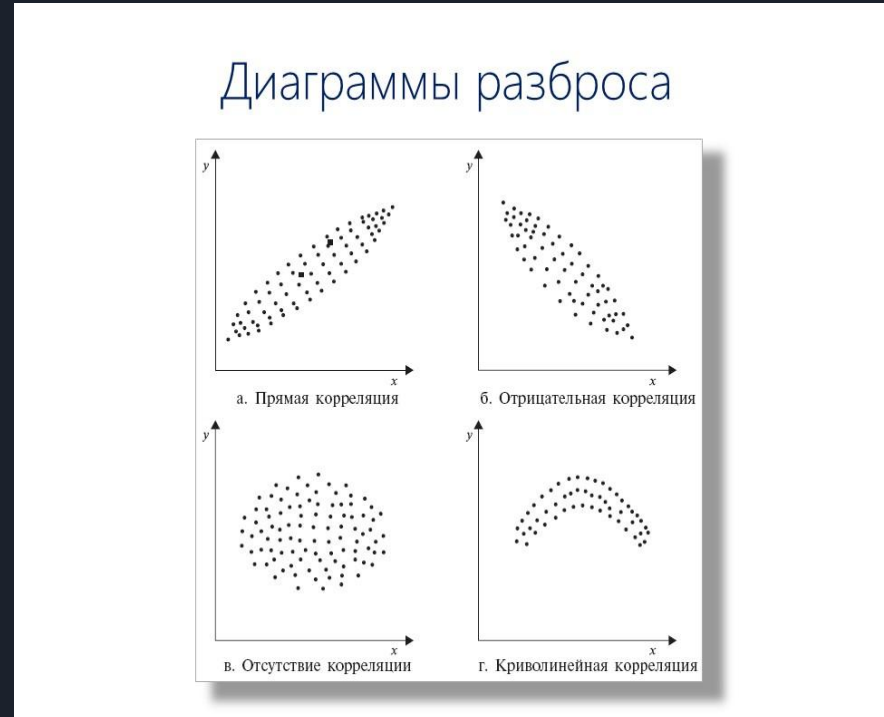 Диаграммы разброса
y
x
а. Прямая корреляция
y
x
б. Отрицательная корреляция
y
x
в. Отсутствие корреляции
y
x
г. Криволинейная корреляция